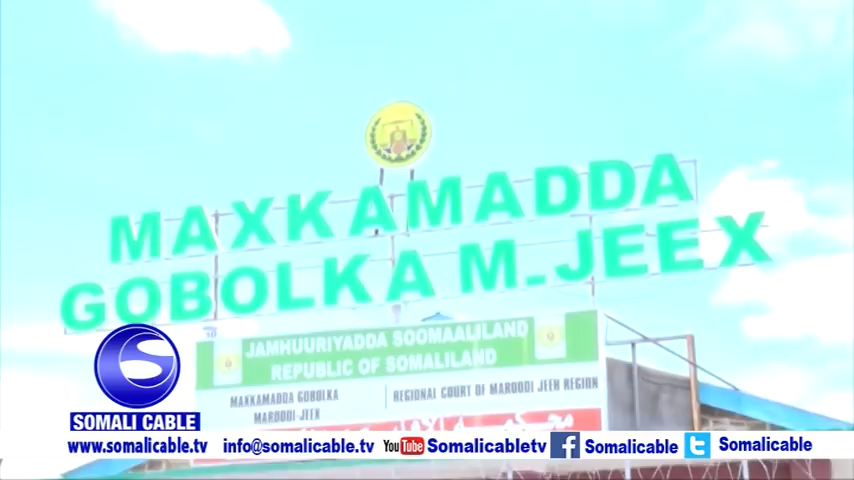 MAXKAMADDA
GOBOLKA M.JEEX
JAMHUURIYADDA SOOMAALILAND
REPUBLIC OF SOMALILAND
MAXKAMADDA GOBOLKA
MAROODI-JEEX
REGIONAL COURT OF MAROODI JEEH REGION
S
SOMALI CABLE
www.somalicable.tv info@somalicable.tv YouTube Somalicabletv f Somalicable t Somalicable